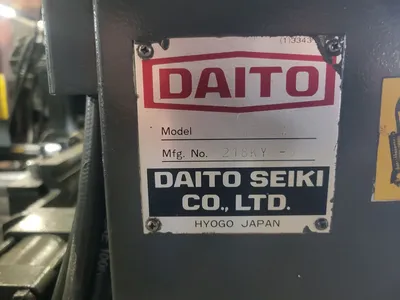 DAITO
Model
Mfg. No.
DAITO SEIKI
CO., LTD.
HYOGO JAPAN